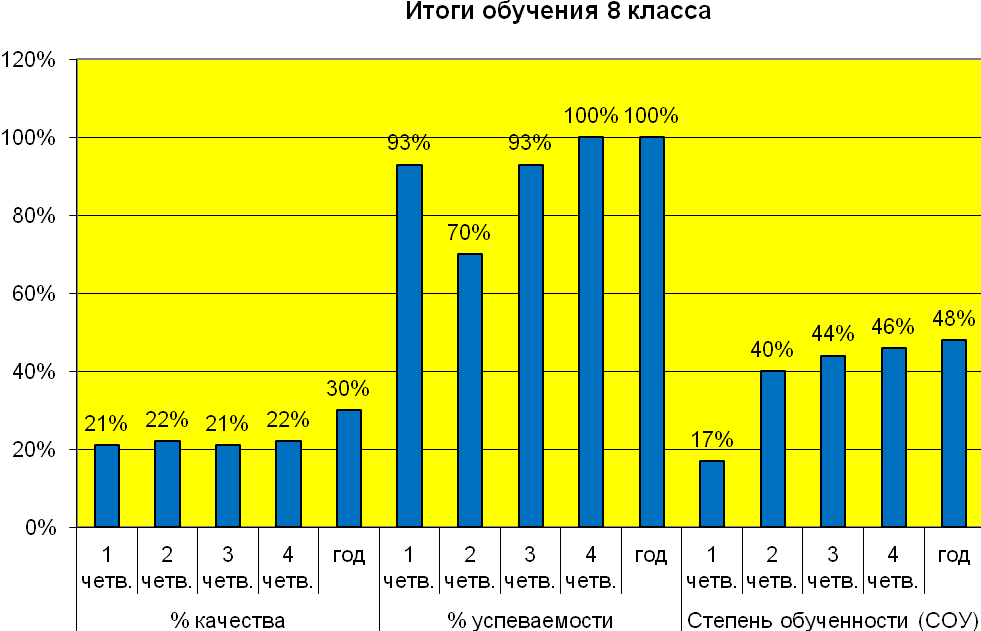 Итоги обучения 8 класса
120%
100%
80%
60%
40%
20%
0%
21% 22% 21% 22% 30%
93% 70% 93% 100% 100%
17% 40% 44% 46% 48%
1 четв. 2 четв. 3 четв. 4 четв. год
1 четв. 2 четв. 3 четв. 4 четв. год
1 четв. 2 четв. 3 четв. 4 четв. год
% качества
% успеваемости
Степень обученности (СОУ)